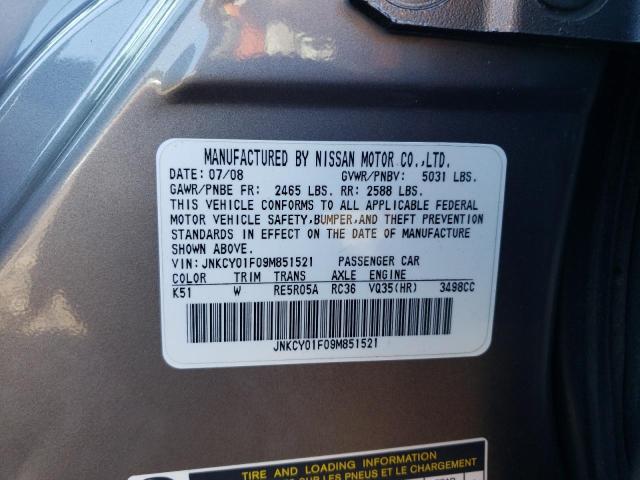 MANUFACTURED BY NISSAN MOTOR CO.,LTD.
DATE: 07/08 GVWR/PNBV: 5031 LBS.
GAWR/PNBE FR: 2465 LBS. RR: 2588 LBS.
THIS VEHICLE CONFORMS TO ALL APPLICABLE FEDERAL
MOTOR VEHICLE SAFETY,BUMPER,AND THEFT PREVENTION
STANDARDS IN EFFECT ON THE DATE OF MANUFACTURE
SHOWN ABOVE.
VIN: JNKCY01F09M851521 PASSENGER CAR
COLOR TRIM TRANS AXLE ENGINE
K51 W RE5R05A RC36 VQ35(HR) 3498CC
JNKCY01F09M851521
TIRE AND LOADING INFORMATION
SUR LES PNEUS ET LE CHARGEMENT